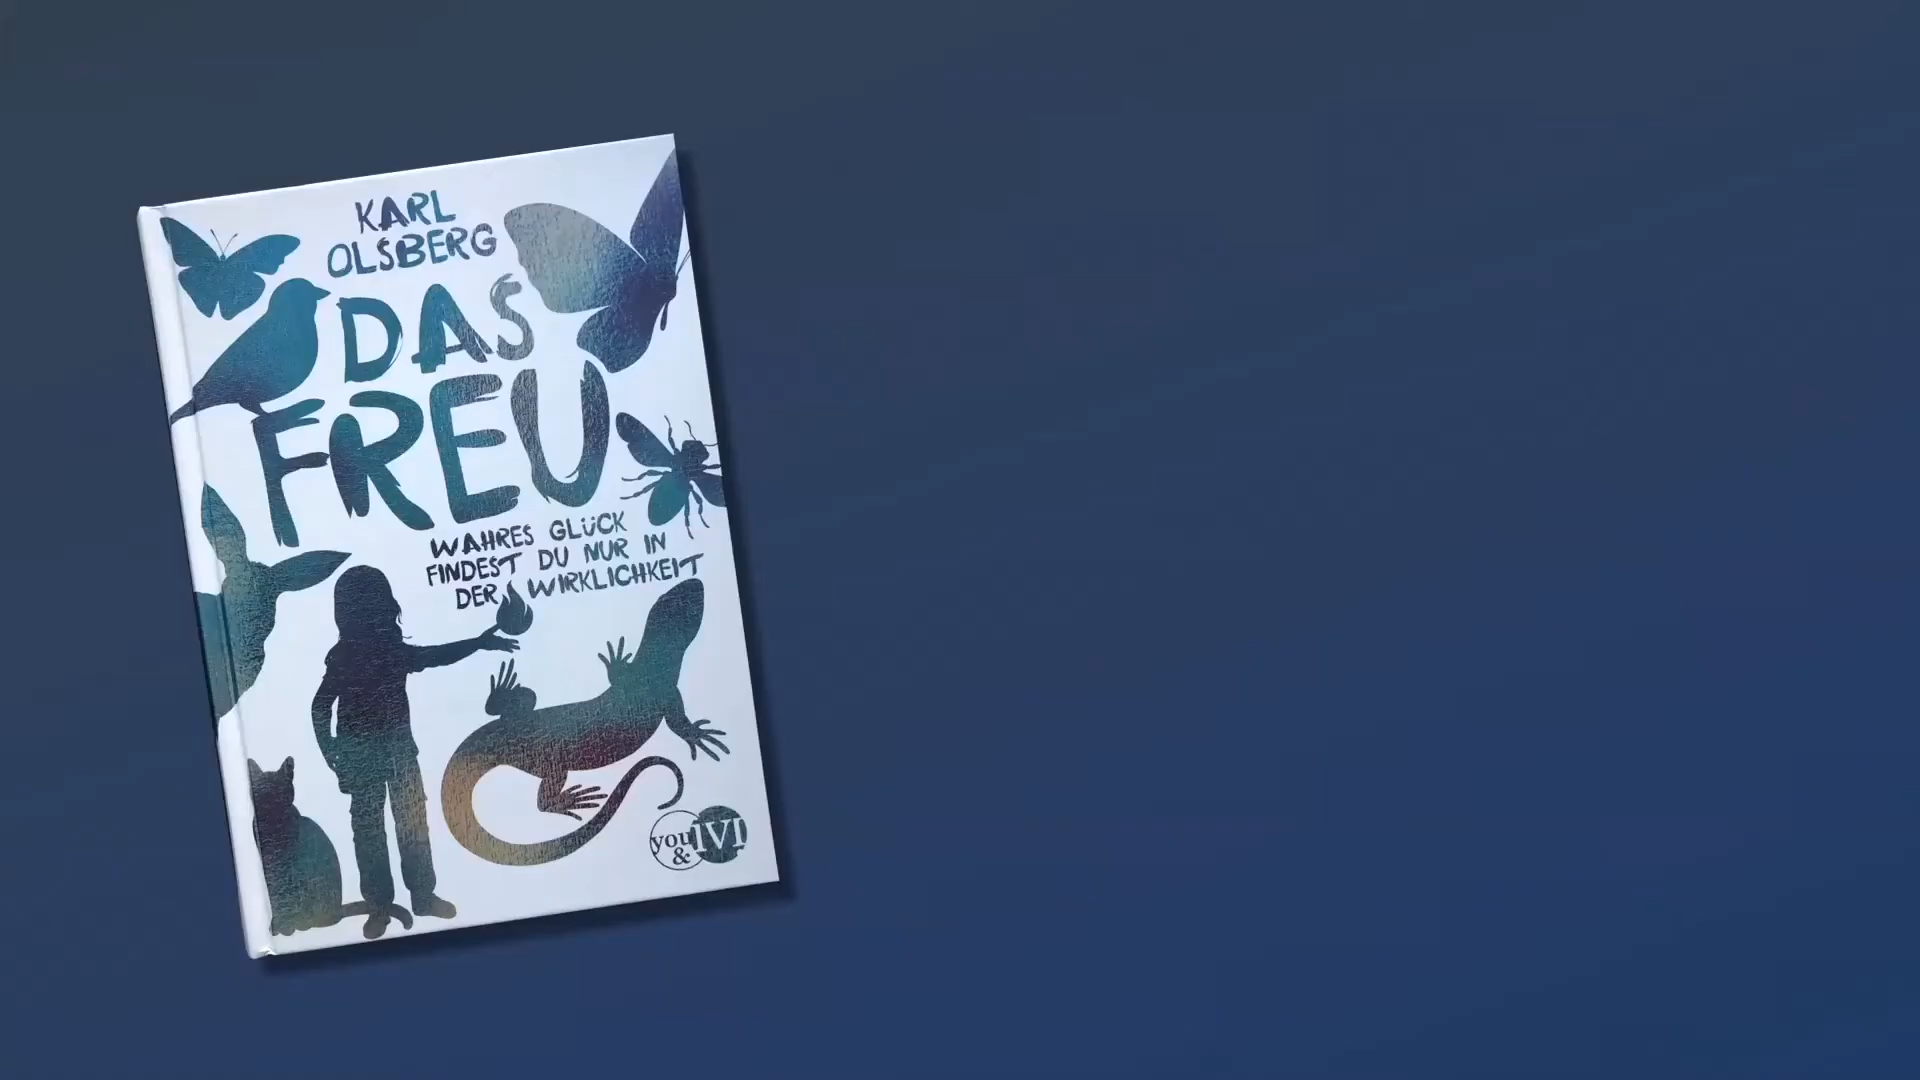 KARL
OLSBERG
DAS
FREU
WAHRES GLÜCK
FINDEST DU NUR IN
DER WIRKLICHKEIT
you
& IVI